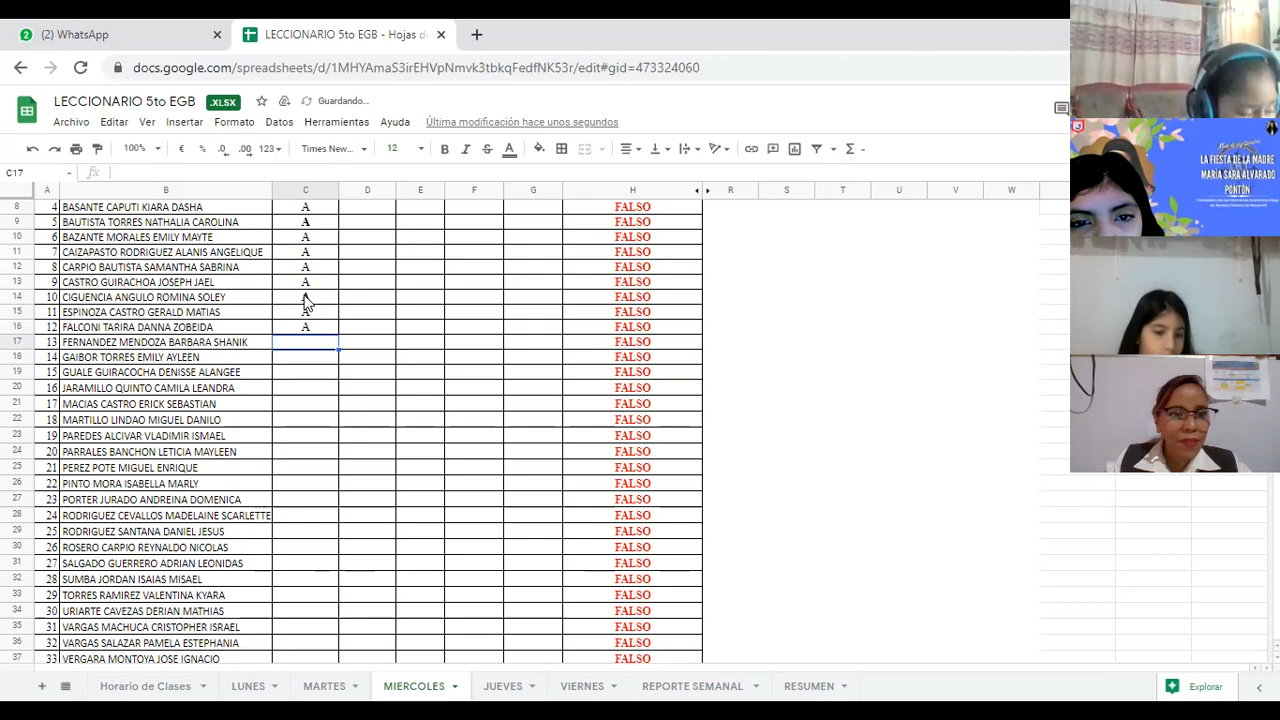 (2) WhatsApp
LECCIONARIO 5to EGB - Hojas de
docs.google.com/spreadsheets/d/1MHYAmaS3irEHVpNmvk3tbkqFedfNK53r/edit#gid=473324060
LECCIONARIO 5to EGB .XLSX Guardando...
Archivo Editar Ver Insertar Formato Datos Herramientas Ayuda Última modificación hace unos segundos
100% € % .0 .00 123 Times New... 12
C17 fx
A B C D E F G H R S T U V W
8 4 BASANTE CAPUTI KIARA DASHA A FALSO
9 5 BAUTISTA TORRES NATHALIA CAROLINA A FALSO
10 6 BAZANTE MORALES EMILY MAYTE A FALSO
11 7 CAIZAPASTO RODRIGUEZ ALANIS ANGELIQUE A FALSO
12 8 CARPIO BAUTISTA SAMANTHA SABRINA A FALSO
13 9 CASTRO GUIRACHOA JOSEPH JAEL A FALSO
14 10 CIGUENCIA ANGULO ROMINA SOLEY A FALSO
15 11 ESPINOZA CASTRO GERALD MATIAS A FALSO
16 12 FALCONI TARIRA DANNA ZOBEIDA A FALSO
17 13 FERNANDEZ MENDOZA BARBARA SHANIK FALSO
18 14 GAIBOR TORRES EMILY AYLEEN FALSO
19 15 GUALE GUIRACOCHA DENISSE ALANGEE FALSO
20 16 JARAMILLO QUINTO CAMILA LEANDRA FALSO
21 17 MACIAS CASTRO ERICK SEBASTIAN FALSO
22 18 MARTILLO LINDAO MIGUEL DANILO FALSO
23 19 PAREDES ALCIVAR VLADIMIR ISMAEL FALSO
24 20 PARRALES BANCHON LETICIA MAYLEEN FALSO
25 21 PEREZ POTE MIGUEL ENRIQUE FALSO
26 22 PINTO MORA ISABELLA MARLY FALSO
27 23 PORTER JURADO ANDREINA DOMENICA FALSO
28 24 RODRIGUEZ CEVALLOS MADELAINE SCARLETTE FALSO
29 25 RODRIGUEZ SANTANA DANIEL JESUS FALSO
30 26 ROSERO CARPIO REYNALDO NICOLAS FALSO
31 27 SALGADO GUERRERO ADRIAN LEONIDAS FALSO
32 28 SUMBA JORDAN ISAIAS MISAEL FALSO
33 29 TORRES RAMIREZ VALENTINA KYARA FALSO
34 30 URIARTE CAVEZAS DERIAN MATHIAS FALSO
35 31 VARGAS MACHUCA CRISTOPHER ISRAEL FALSO
36 32 VARGAS SALAZAR PAMELA ESTEPHANIA FALSO
37 33 VERGARA MONTOYA JOSE IGNACIO FALSO
Horario de Clases LUNES MARTES MIERCOLES JUEVES VIERNES REPORTE SEMANAL RESUMEN Explorar
LA FIESTA DE LA MADRE
MARÍA SARA ALVARADO
PONTÓN